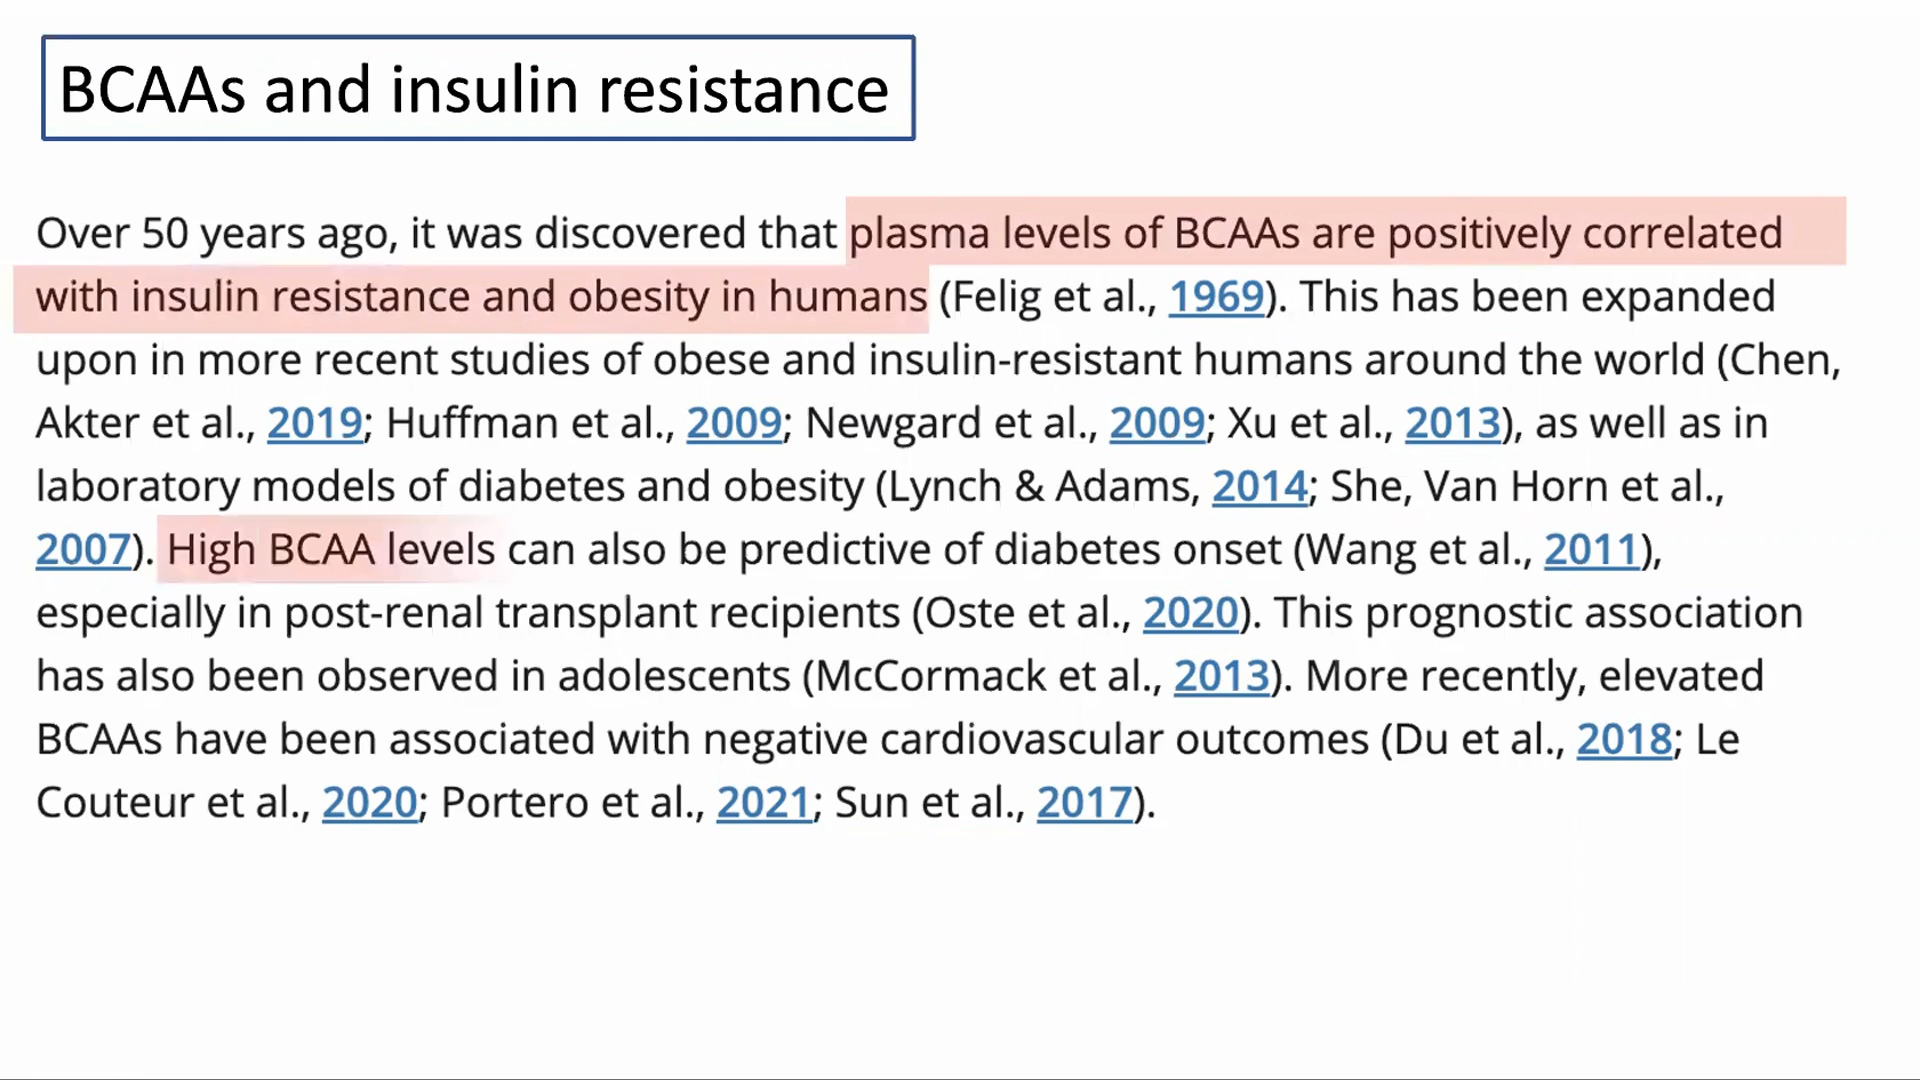 BCAAs and insulin resistance
Over 50 years ago, it was discovered that plasma levels of BCAAs are positively correlated
with insulin resistance and obesity in humans (Felig et al., 1969). This has been expanded
upon in more recent studies of obese and insulin-resistant humans around the world (Chen,
Akter et al., 2019; Huffman et al., 2009; Newgard et al., 2009; Xu et al., 2013), as well as in
laboratory models of diabetes and obesity (Lynch & Adams, 2014; She, Van Horn et al.,
2007). High BCAA levels can also be predictive of diabetes onset (Wang et al., 2011),
especially in post-renal transplant recipients (Oste et al., 2020). This prognostic association
has also been observed in adolescents (McCormack et al., 2013). More recently, elevated
BCAAs have been associated with negative cardiovascular outcomes (Du et al., 2018; Le
Couteur et al., 2020; Portero et al., 2021; Sun et al., 2017).